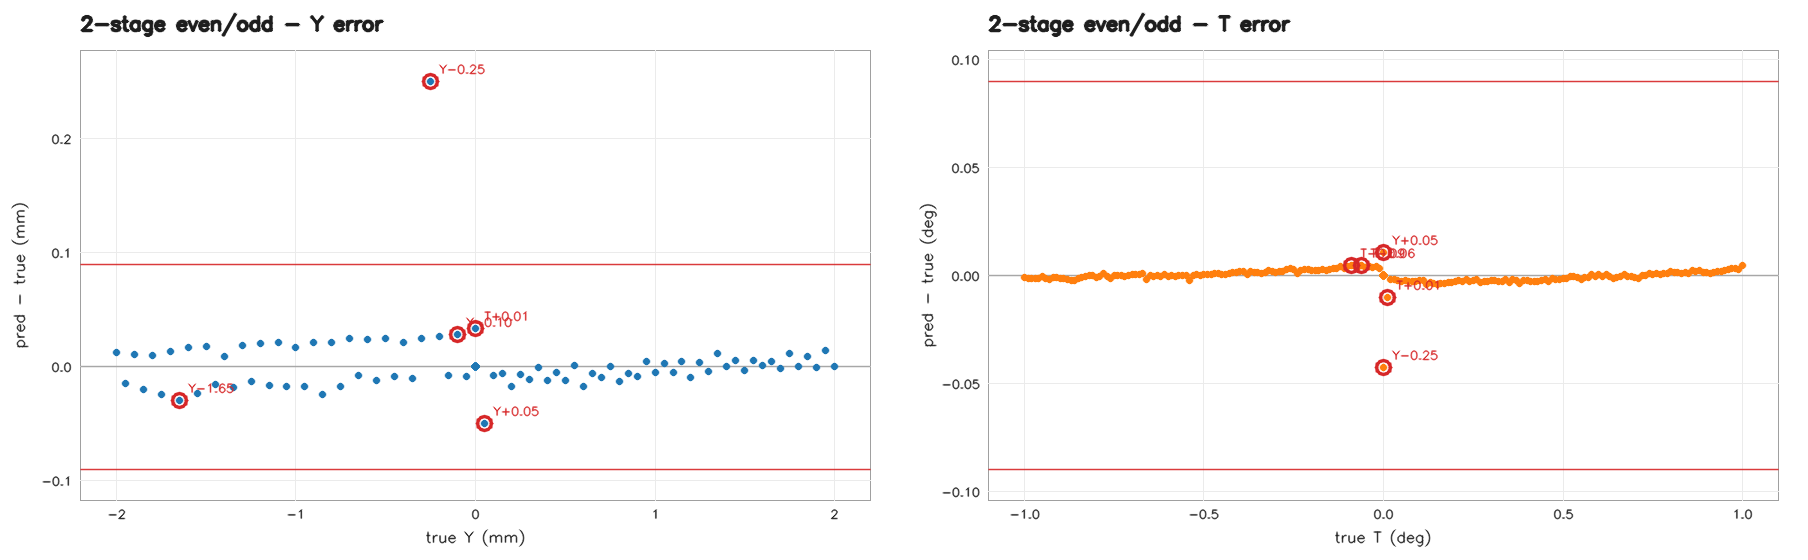 2-stage even/odd - Y error
Y-0.25
0.2
0.1
0.0
-0.1
pred - true (mm)
T+0.01
Y-0.10
Y-1.65
Y+0.05
-2
-1
0
1
2
true Y (mm)
2-stage even/odd - T error
0.10
0.05
0.00
-0.05
-0.10
pred - true (deg)
Y+0.05
T+0.01
Y-0.25
-1.0
-0.5
0.0
0.5
1.0
true T (deg)